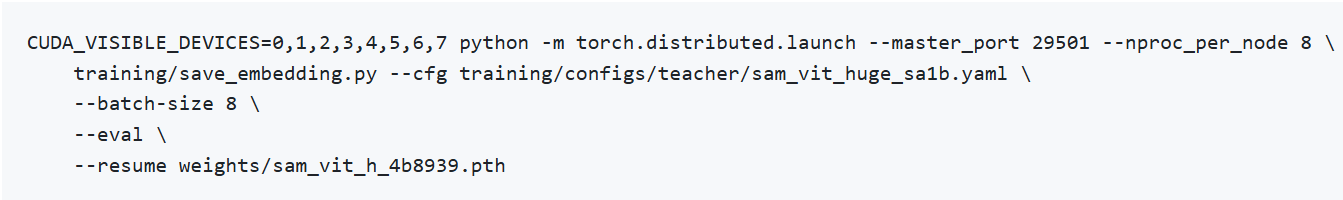 CUDA_VISIBLE_DEVICES=0,1,2,3,4,5,6,7 python -m torch.distributed.launch --master_port 29501 --nproc_per_node 8 \
    training/save_embedding.py --cfg training/configs/teacher/sam_vit_huge_sa1b.yaml \
    --batch-size 8 \
    --eval \
    --resume weights/sam_vit_h_4b8939.pth